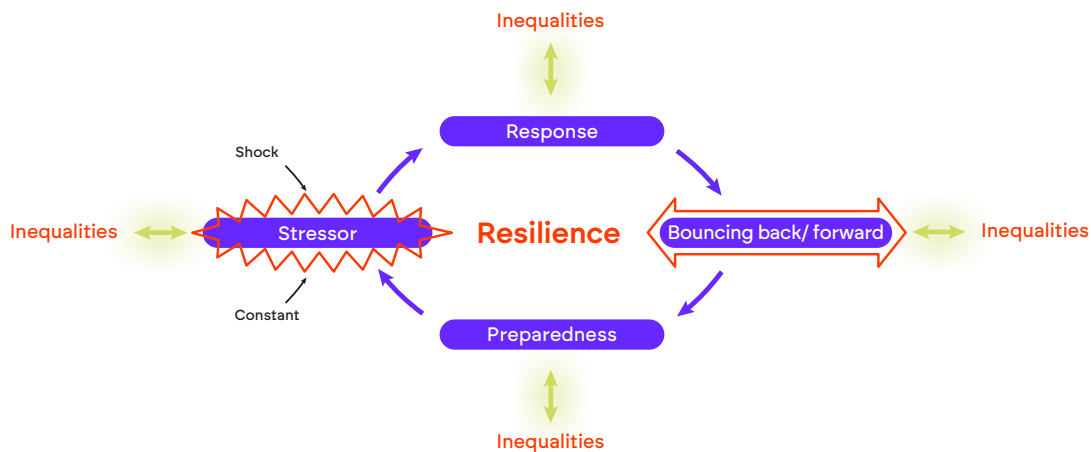 Inequalities
Response
Shock
Inequalities
Stressor
Resilience
Bouncing back/ forward
Inequalities
Constant
Preparedness
Inequalities